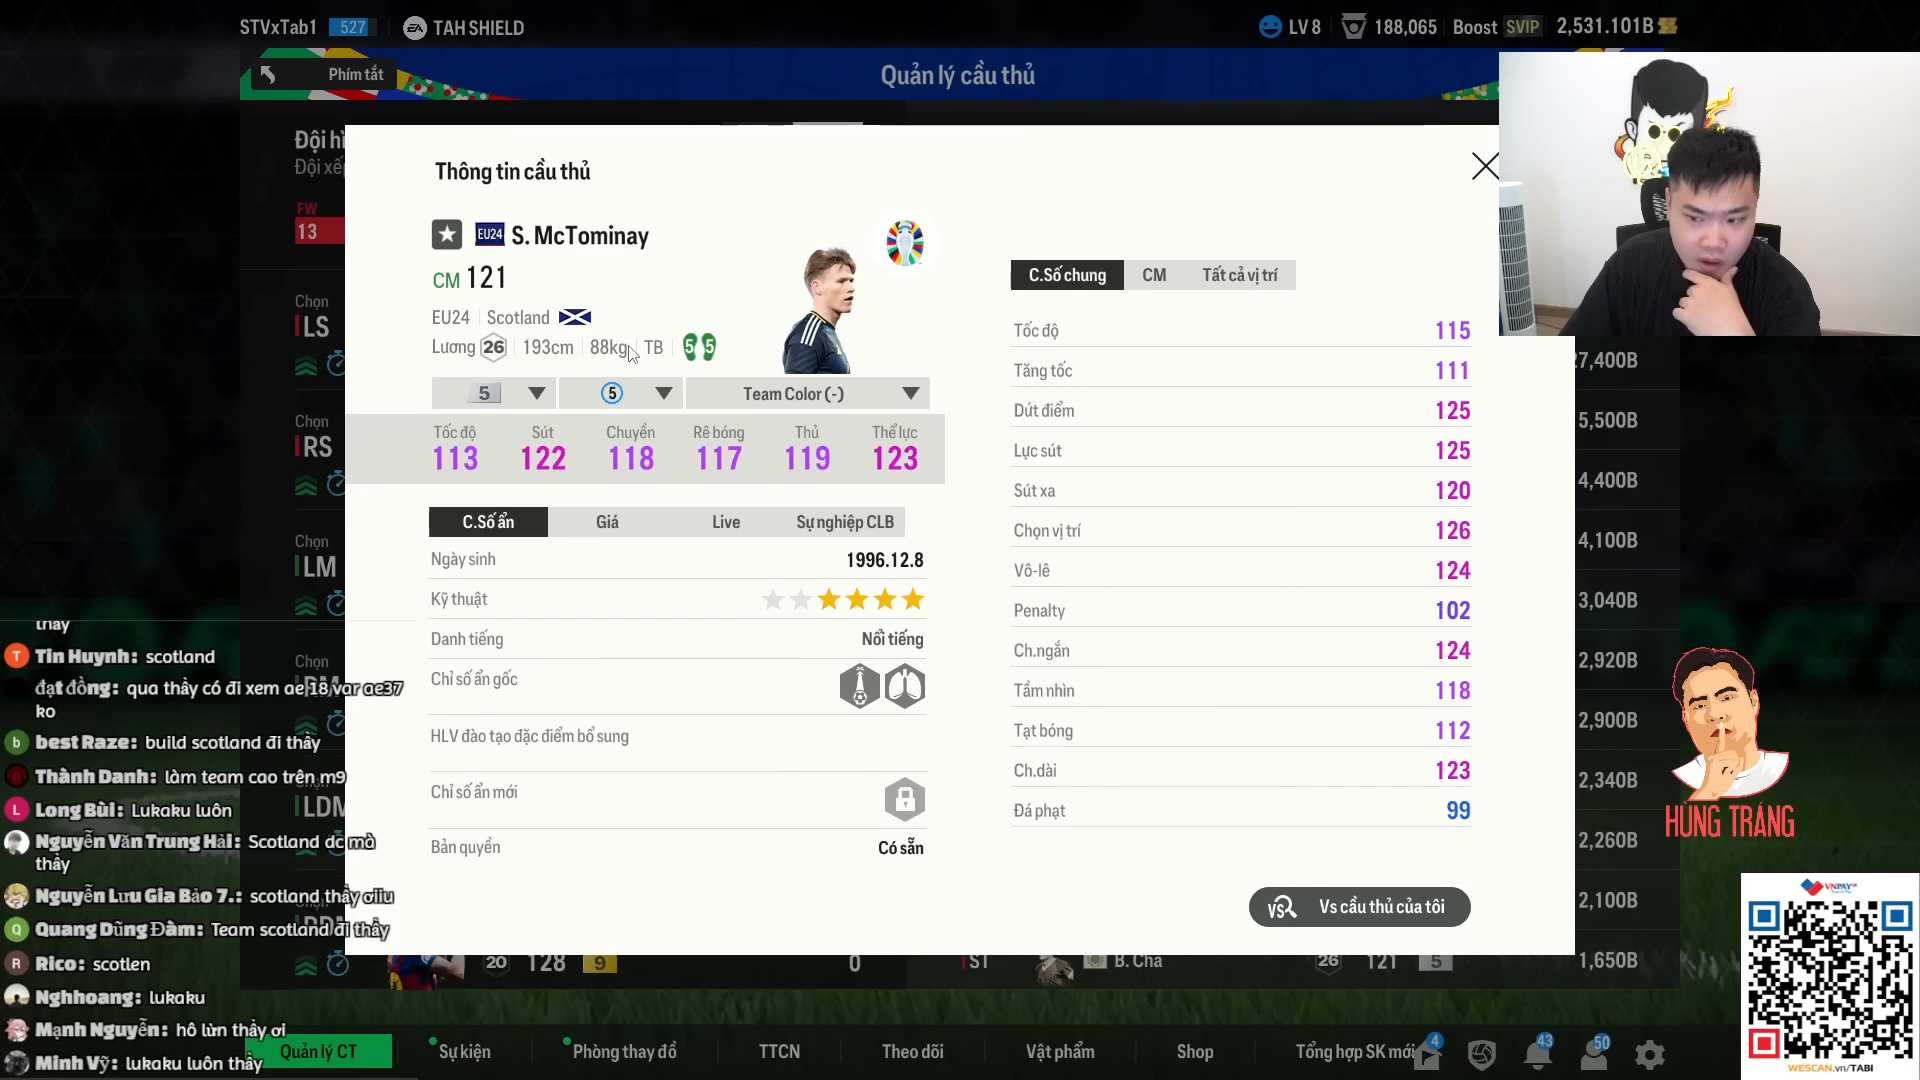 STVxTab1 527 TAH SHIELD LV 8 188,065 Boost SVIP 2,531.101B
Phím tắt Quản lý cầu thủ
Đội hì
Đội xếp
FW
13
Chọn
LS
Chọn
RS
Chọn
LM
Chọn
Chọn
LDM
Thông tin cầu thủ
EU24 S. McTominay
CM 121
EU24 Scotland
Lương 26 193cm 88kg TB 5 5
5 5 Team Color (-)
Tốc độ Sút Chuyền Rê bóng Thủ Thể lực
113 122 118 117 119 123
C.Số ẩn Giá Live Sự nghiệp CLB
Ngày sinh 1996.12.8
Kỹ thuật
Danh tiếng Nổi tiếng
Chỉ số ẩn gốc
HLV đào tạo đặc điểm bổ sung
Chỉ số ẩn mới
Bản quyền Có sẵn
C.Số chung CM Tất cả vị trí
Tốc độ 115
Tăng tốc 111
Dứt điểm 125
Lực sút 125
Sút xa 120
Chọn vị trí 126
Vô-lê 124
Penalty 102
Ch.ngắn 124
Tầm nhìn 118
Tạt bóng 112
Ch.dài 123
Đá phạt 99
VS Vs cầu thủ của tôi
27,400B
5,500B
4,400B
4,100B
3,040B
2,920B
2,900B
2,340B
2,260B
2,100B
1,650B
20 128 9 0 ST B. Cha 26 121 5
thầy
T Tin Huynh: scotland
đạt đồng: qua thầy có đi xem ae 18 var ae37
ko
b best Raze: build scotland đi thầy
Thành Danh: làm team cao trên m9
Long Bùi: Lukaku luôn
Nguyễn Văn Trung Hải: Scotland dc mà
thầy
Nguyễn Lưu Gia Bảo 7.: scotland thầy ơiiu
Q Quang Dũng Đàm: Team scotland đi thầy
R Rico: scotlen
Nghhoang: lukaku
Mạnh Nguyễn: hô lừn thầy ơi
Minh Vỹ: lukaku luôn thầy
Quản lý CT Sự kiện Phòng thay đồ TTCN Theo dõi Vật phẩm Shop Tổng hợp SK mới 4 43 50
HÙNG TRÁNG
VNPAY
WESCAN.vn/TABI